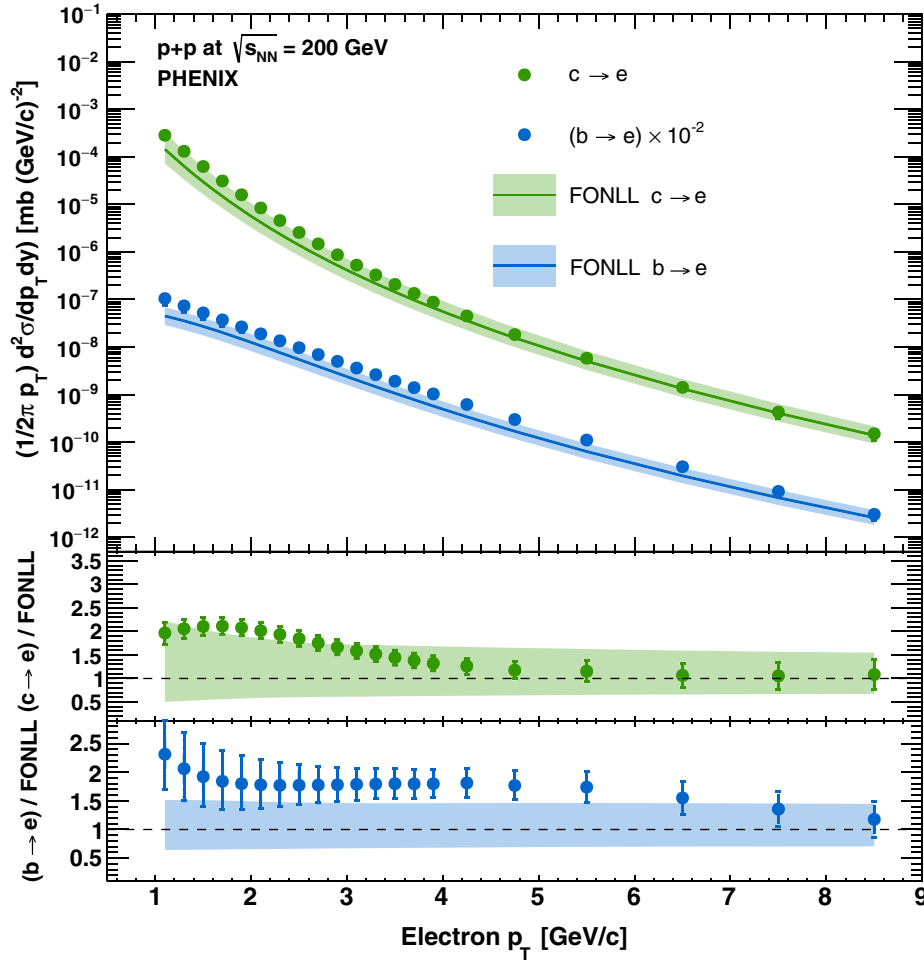 p+p at √s_NN = 200 GeV
PHENIX
c → e
(b → e) × 10⁻²
FONLL c → e
FONLL b → e
(1/2π p_T) d²σ/dp_T dy) [mb (GeV/c)⁻²]
10⁻¹
10⁻²
10⁻³
10⁻⁴
10⁻⁵
10⁻⁶
10⁻⁷
10⁻⁸
10⁻⁹
10⁻¹⁰
10⁻¹¹
10⁻¹²
(c → e) / FONLL
3.5
3
2.5
2
1.5
1
0.5
(b → e) / FONLL
2.5
2
1.5
1
0.5
1 2 3 4 5 6 7 8 9
Electron p_T [GeV/c]